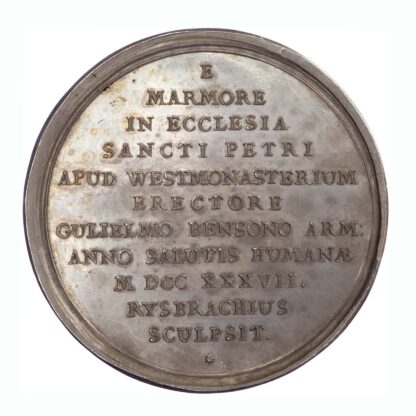 E
MARMORE
IN ECCLESIA
SANCTI PETRI
APUD WESTMONASTERIUM
ERECTORE
GULIELMO BENSONO ARM:
ANNO SALUTIS HUMANÆ
M DCC XXXVII.
RYSBRACHIUS
SCULPSIT.